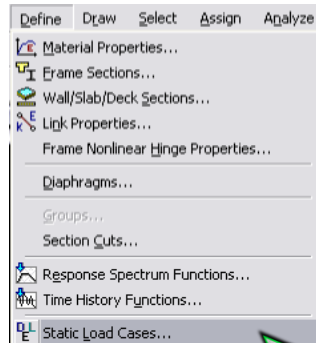 Define Draw Select Assign Analyze
Material Properties...
Frame Sections...
Wall/Slab/Deck Sections...
Link Properties...
Frame Nonlinear Hinge Properties...
Diaphragms...
Groups...
Section Cuts...
Response Spectrum Functions...
Time History Functions...
Static Load Cases...